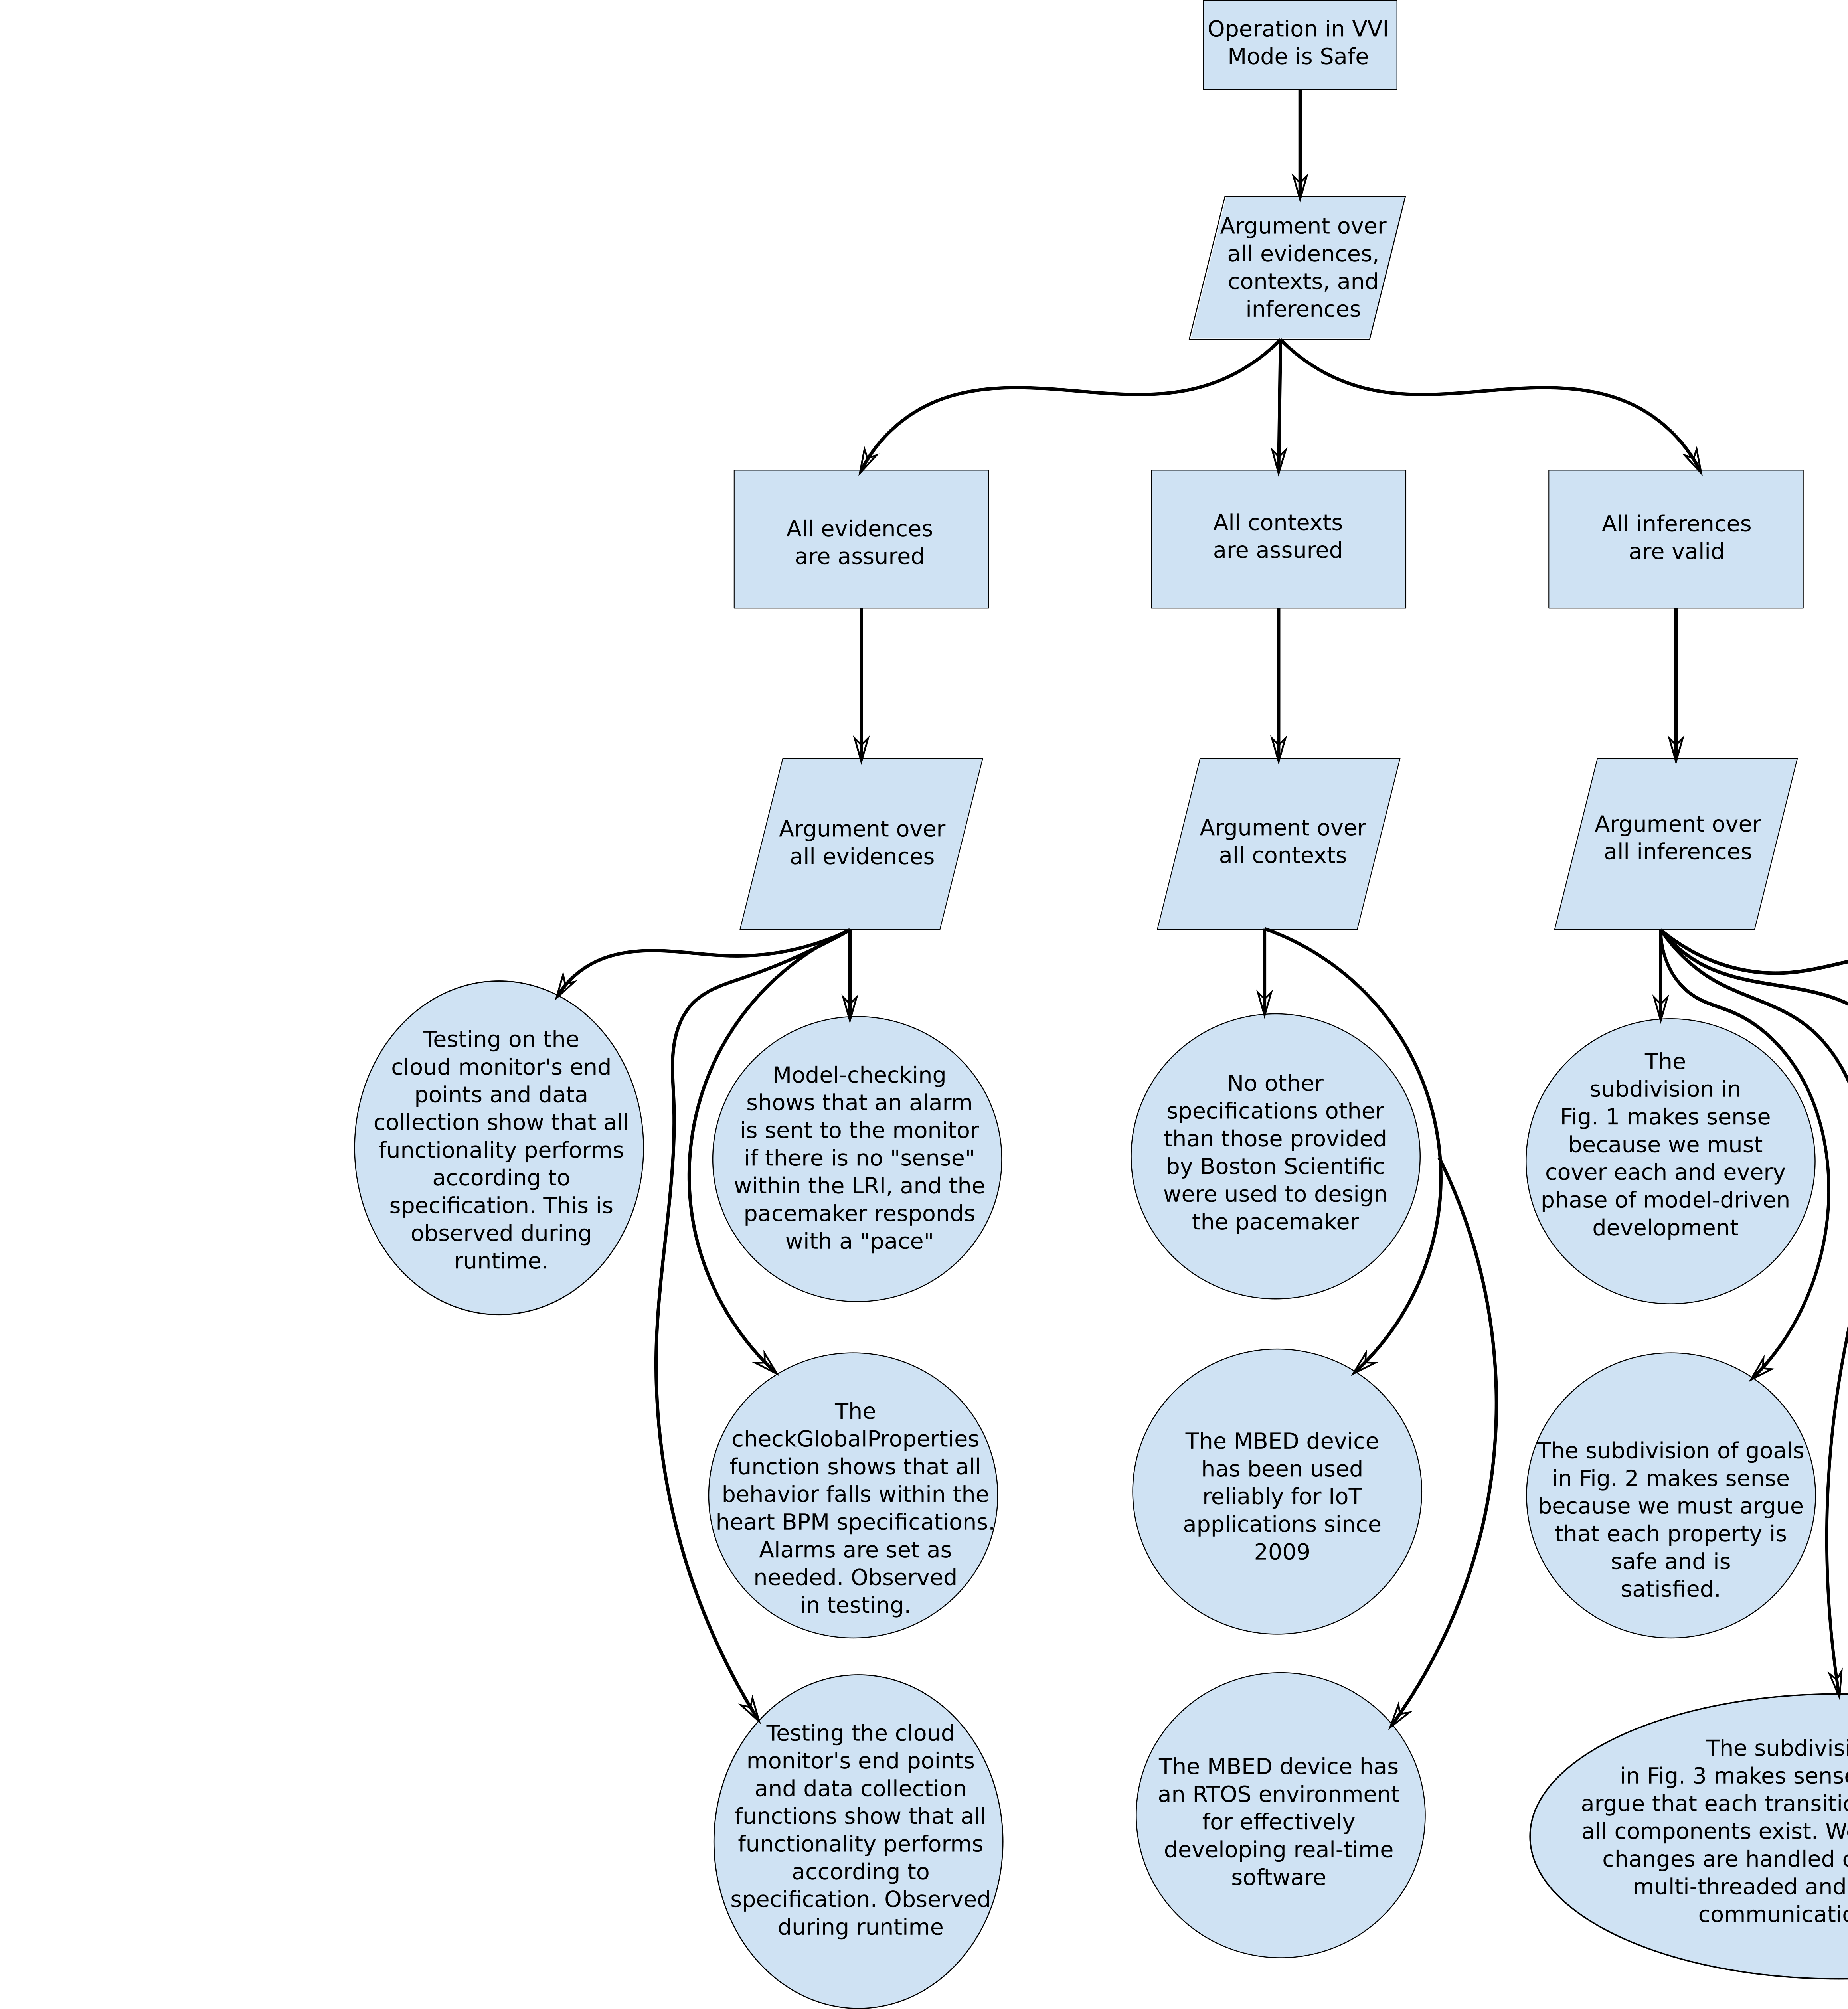 Operation in VVI
Mode is Safe
Argument over
all evidences,
contexts, and
inferences
All evidences
are assured
All contexts
are assured
All inferences
are valid
Argument over
all evidences
Argument over
all contexts
Argument over
all inferences
Testing on the
cloud monitor's end
points and data
collection show that all
functionality performs
according to
specification. This is
observed during
runtime.
Model-checking
shows that an alarm
is sent to the monitor
if there is no "sense"
within the LRI, and the
pacemaker responds
with a "pace"
No other
specifications other
than those provided
by Boston Scientific
were used to design
the pacemaker
The
subdivision in
Fig. 1 makes sense
because we must
cover each and every
phase of model-driven
development
The
checkGlobalProperties
function shows that all
behavior falls within the
heart BPM specifications.
Alarms are set as
needed. Observed
in testing.
The MBED device
has been used
reliably for IoT
applications since
2009
The subdivision of goals
in Fig. 2 makes sense
because we must argue
that each property is
safe and is
satisfied.
Testing the cloud
monitor's end points
and data collection
functions show that all
functionality performs
according to
specification. Observed
during runtime
The MBED device has
an RTOS environment
for effectively
developing real-time
software
The
in Fig. 3 makes sense
argue that each
all components exist.
changes are handled
multi-threaded and